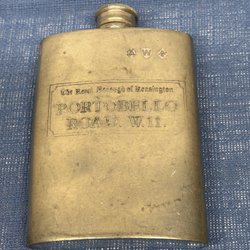 W
The Royal Borough of Kensington
PORTOBELLO
ROAD. W.11.